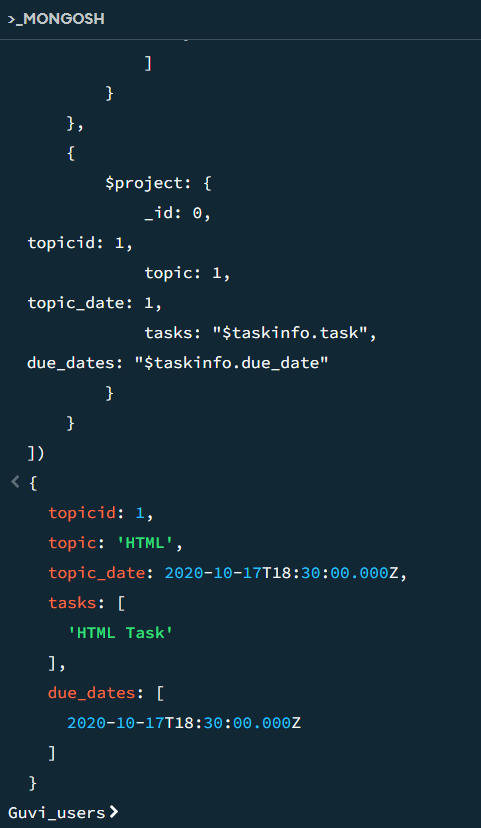 >_MONGOSH
]
}
},
{
$project: {
_id: 0,
topicid: 1,
topic: 1,
topic_date: 1,
tasks: "$taskinfo.task",
due_dates: "$taskinfo.due_date"
}
}
])
< {
topicid: 1,
topic: 'HTML',
topic_date: 2020-10-17T18:30:00.000Z,
tasks: [
'HTML Task'
],
due_dates: [
2020-10-17T18:30:00.000Z
]
}
Guvi_users>